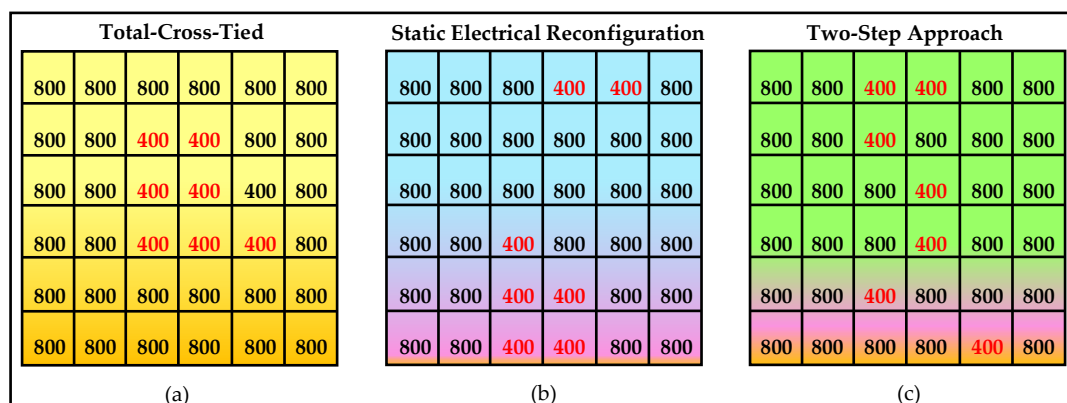 Total-Cross-Tied
800 800 800 800 800 800
800 800 400 400 800 800
800 800 400 400 400 800
800 800 400 400 400 800
800 800 800 800 800 800
800 800 800 800 800 800
(a)
Static Electrical Reconfiguration
800 800 800 400 400 800
800 800 800 800 800 800
800 800 800 800 800 800
800 800 400 800 800 800
800 800 400 400 800 800
800 800 400 400 800 800
(b)
Two-Step Approach
800 800 400 400 800 800
800 800 400 800 800 800
800 800 800 400 800 800
800 800 800 400 800 800
800 800 400 800 800 800
800 800 800 800 400 800
(c)